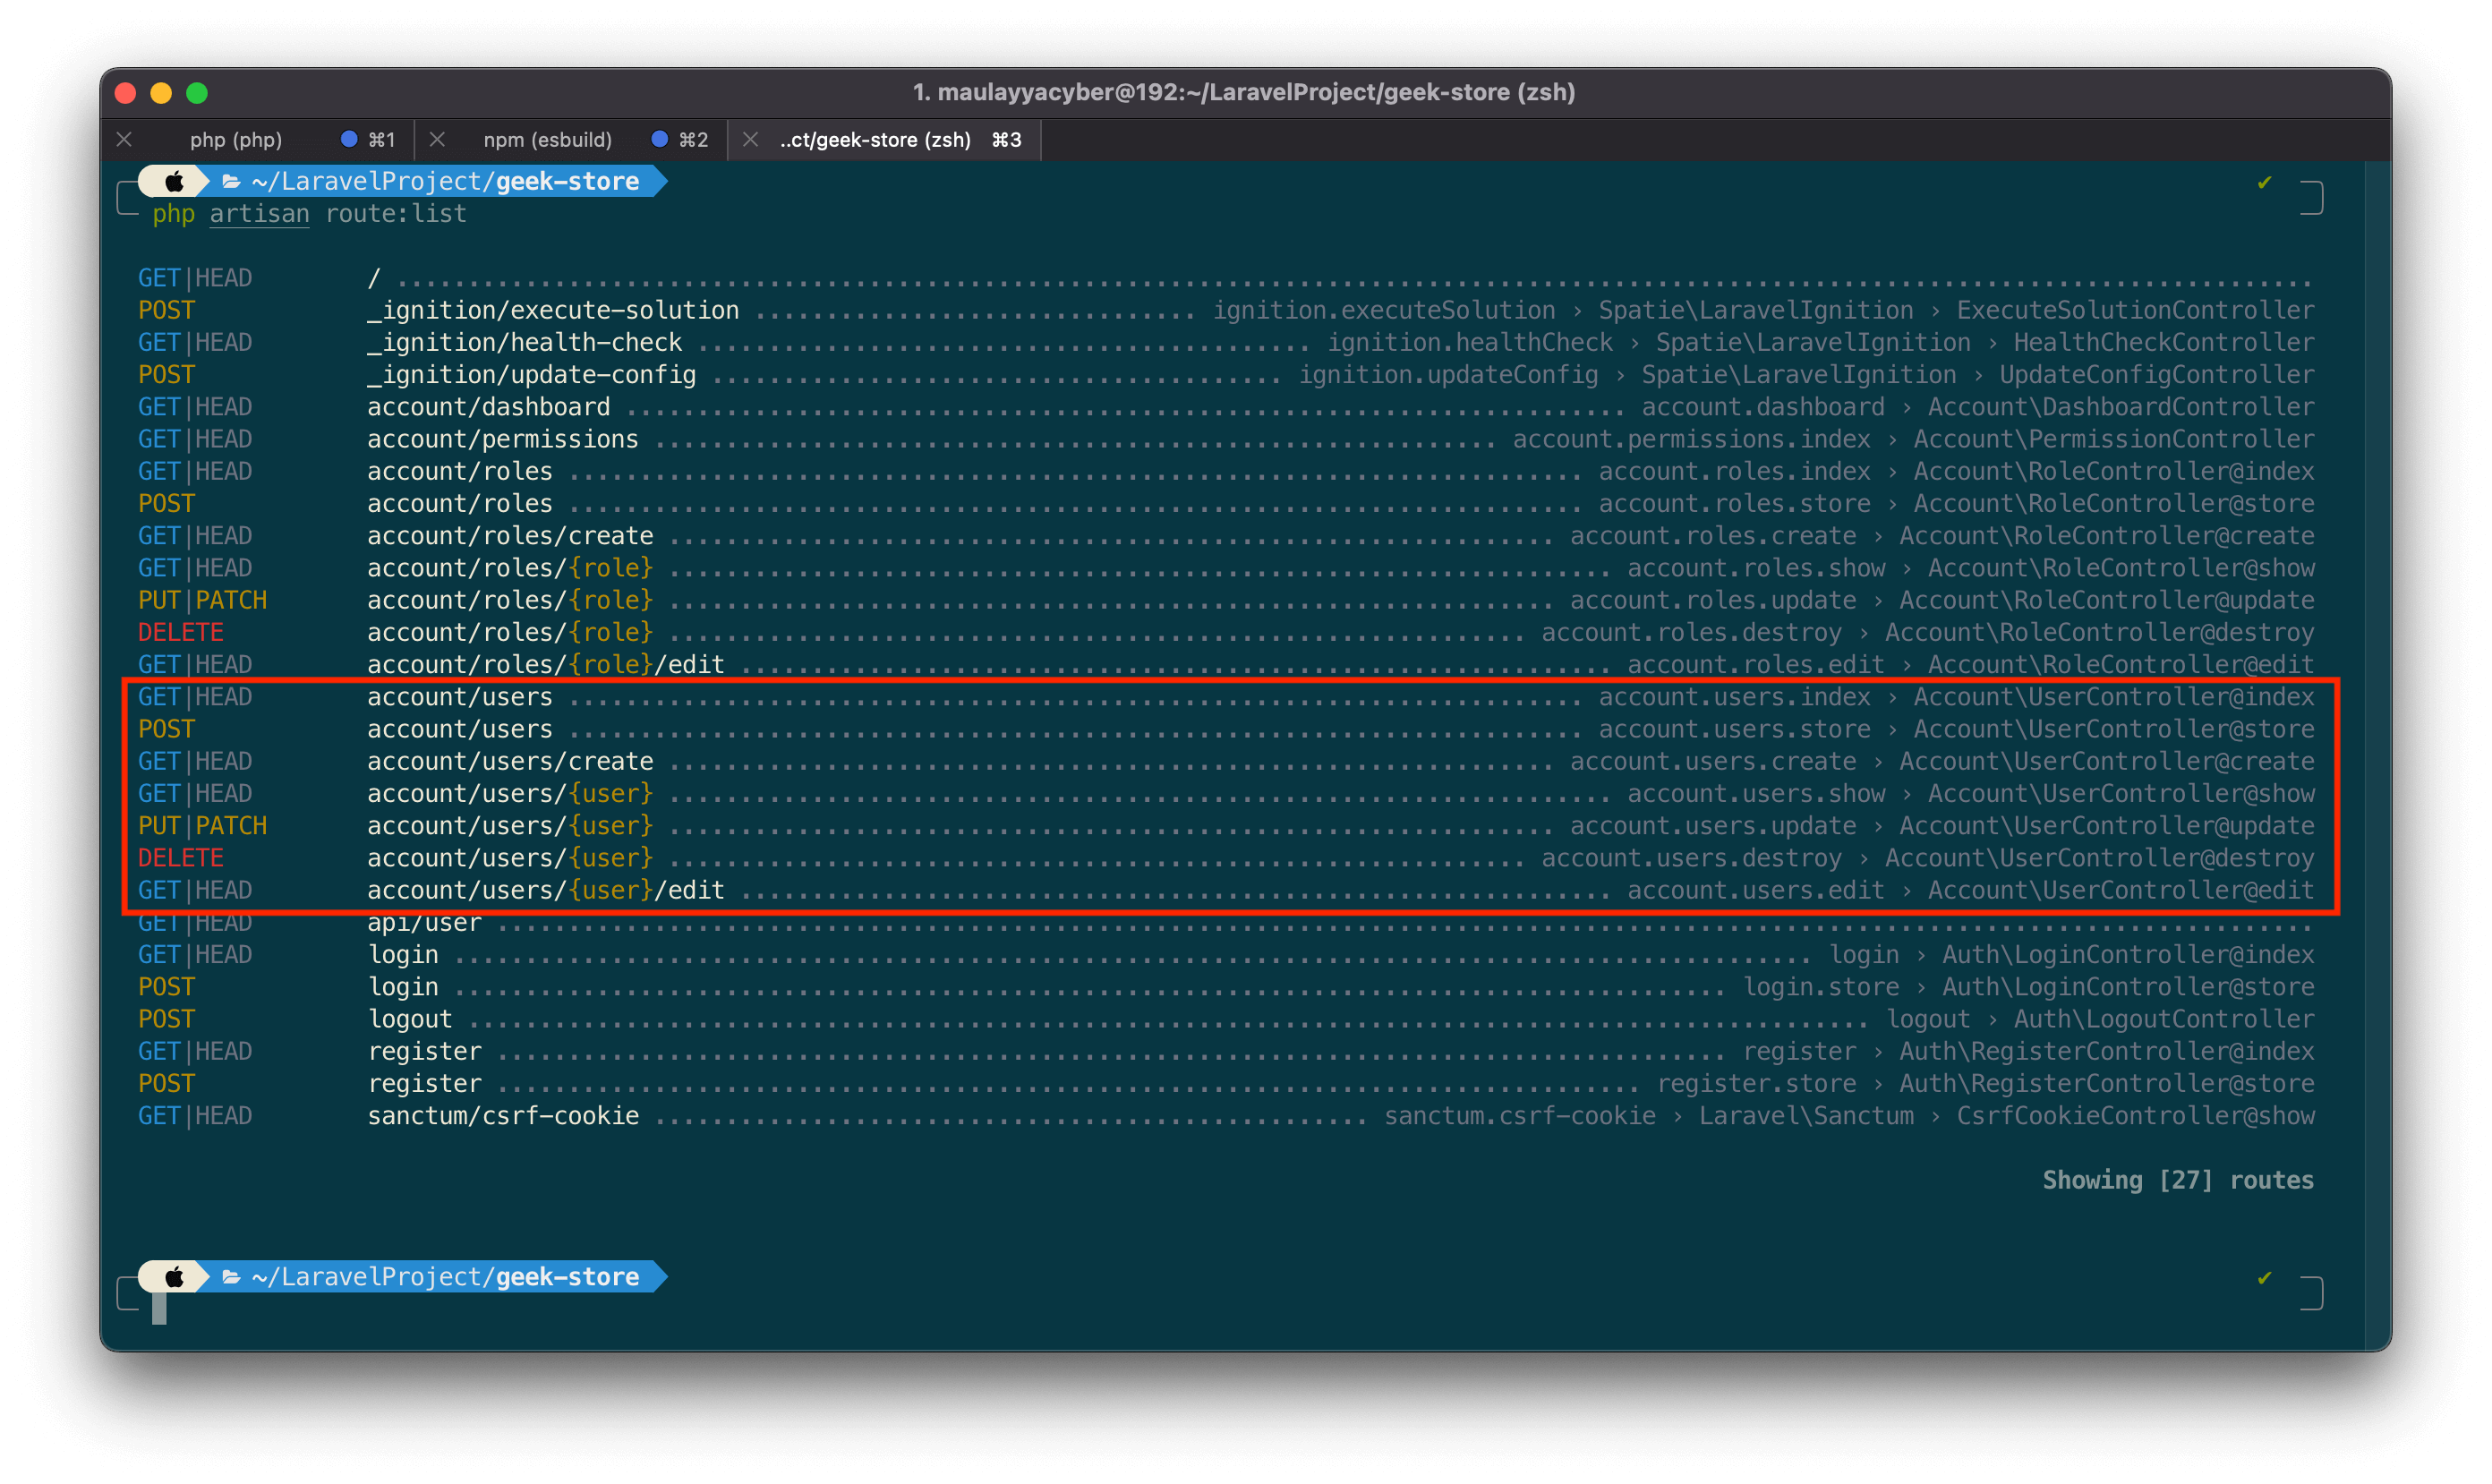 1. maulayyacyber@192:~/LaravelProject/geek-store (zsh)
php (php) ⌘1 npm (esbuild) ⌘2 ..ct/geek-store (zsh) ⌘3
~/LaravelProject/geek-store ✔
php artisan route:list
GET|HEAD / ........................................................................
POST _ignition/execute-solution ............................... ignition.executeSolution › Spatie\LaravelIgnition › ExecuteSolutionController
GET|HEAD _ignition/health-check ........................................... ignition.healthCheck › Spatie\LaravelIgnition › HealthCheckController
POST _ignition/update-config ........................................ ignition.updateConfig › Spatie\LaravelIgnition › UpdateConfigController
GET|HEAD account/dashboard ...................................................................... account.dashboard › Account\DashboardController
GET|HEAD account/permissions ........................................................... account.permissions.index › Account\PermissionController
GET|HEAD account/roles ....................................................................... account.roles.index › Account\RoleController@index
POST account/roles ....................................................................... account.roles.store › Account\RoleController@store
GET|HEAD account/roles/create .............................................................. account.roles.create › Account\RoleController@create
GET|HEAD account/roles/{role} .................................................................. account.roles.show › Account\RoleController@show
PUT|PATCH account/roles/{role} .............................................................. account.roles.update › Account\RoleController@update
DELETE account/roles/{role} ............................................................ account.roles.destroy › Account\RoleController@destroy
GET|HEAD account/roles/{role}/edit ............................................................. account.roles.edit › Account\RoleController@edit
GET|HEAD account/users ....................................................................... account.users.index › Account\UserController@index
POST account/users ....................................................................... account.users.store › Account\UserController@store
GET|HEAD account/users/create .............................................................. account.users.create › Account\UserController@create
GET|HEAD account/users/{user} .................................................................. account.users.show › Account\UserController@show
PUT|PATCH account/users/{user} .............................................................. account.users.update › Account\UserController@update
DELETE account/users/{user} ............................................................ account.users.destroy › Account\UserController@destroy
GET|HEAD account/users/{user}/edit ............................................................. account.users.edit › Account\UserController@edit
GET|HEAD api/user ........................................................................
GET|HEAD login ............................................................................................... login › Auth\LoginController@index
POST login ......................................................................................... login.store › Auth\LoginController@store
POST logout .................................................................................................. logout › Auth\LogoutController
GET|HEAD register ...................................................................................... register › Auth\RegisterController@index
POST register ................................................................................ register.store › Auth\RegisterController@store
GET|HEAD sanctum/csrf-cookie .................................................. sanctum.csrf-cookie › Laravel\Sanctum › CsrfCookieController@show
Showing [27] routes
~/LaravelProject/geek-store ✔